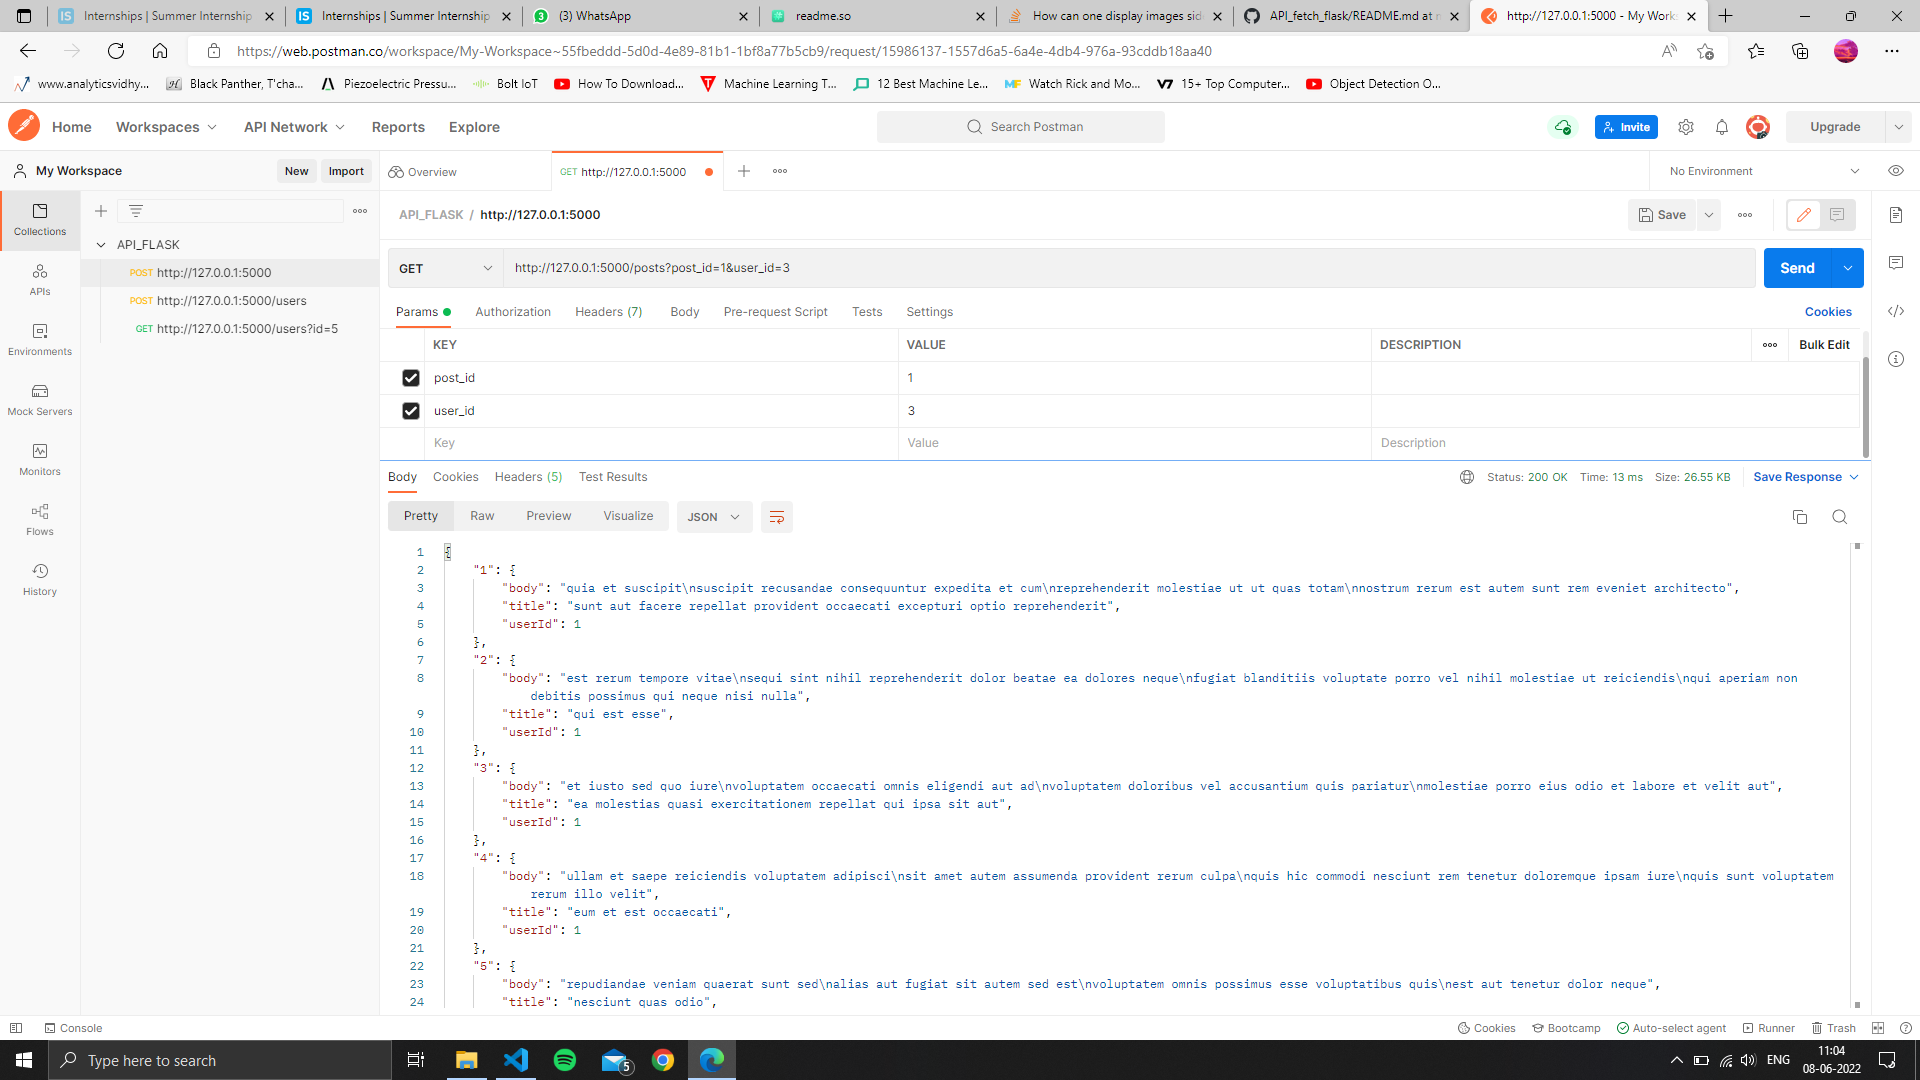 Internships | Summer Internship
Internships | Summer Internship
(3) WhatsApp
readme.so
How can one display images sid
API_fetch_flask/README.md at m
http://127.0.0.1:5000 - My Works
https://web.postman.co/workspace/My-Workspace~55fbeddd-5d0d-4e89-81b1-1bf8a77b5cb9/request/15986137-1557d6a5-6a4e-4db4-976a-93cddb18aa40
www.analyticsvidhy...
Black Panther, T'cha...
Piezoelectric Pressu...
Bolt IoT
How To Download...
Machine Learning T...
12 Best Machine Le...
Watch Rick and Mo...
15+ Top Computer...
Object Detection O...
Home
Workspaces
API Network
Reports
Explore
Search Postman
Invite
Upgrade
My Workspace
New
Import
Overview
GET http://127.0.0.1:5000
No Environment
Collections
APIs
Environments
Mock Servers
Monitors
Flows
History
API_FLASK
POST http://127.0.0.1:5000
POST http://127.0.0.1:5000/users
GET http://127.0.0.1:5000/users?id=5
API_FLASK / http://127.0.0.1:5000
Save
GET
http://127.0.0.1:5000/posts?post_id=1&user_id=3
Send
Params
Authorization
Headers (7)
Body
Pre-request Script
Tests
Settings
Cookies
KEY
VALUE
DESCRIPTION
Bulk Edit
post_id
1
user_id
3
Key
Value
Description
Body
Cookies
Headers (5)
Test Results
Status: 200 OK
Time: 13 ms
Size: 26.55 KB
Save Response
Pretty
Raw
Preview
Visualize
JSON
1 {
2 "1": {
3 "body": "quia et suscipit\nsuscipit recusandae consequuntur expedita et cum\nreprehenderit molestiae ut ut quas totam\nnostrum rerum est autem sunt rem eveniet architecto",
4 "title": "sunt aut facere repellat provident occaecati excepturi optio reprehenderit",
5 "userId": 1
6 },
7 "2": {
8 "body": "est rerum tempore vitae\nsequi sint nihil reprehenderit dolor beatae ea dolores neque\nfugiat blanditiis voluptate porro vel nihil molestiae ut reiciendis\nqui aperiam non
debitis possimus qui neque nisi nulla",
9 "title": "qui est esse",
10 "userId": 1
11 },
12 "3": {
13 "body": "et iusto sed quo iure\nvoluptatem occaecati omnis eligendi aut ad\nvoluptatem doloribus vel accusantium quis pariatur\nmolestiae porro eius odio et labore et velit aut",
14 "title": "ea molestias quasi exercitationem repellat qui ipsa sit aut",
15 "userId": 1
16 },
17 "4": {
18 "body": "ullam et saepe reiciendis voluptatem adipisci\nsit amet autem assumenda provident rerum culpa\nquis hic commodi nesciunt rem tenetur doloremque ipsam iure\nquis sunt voluptatem
rerum illo velit",
19 "title": "eum et est occaecati",
20 "userId": 1
21 },
22 "5": {
23 "body": "repudiandae veniam quaerat sunt sed\nalias aut fugiat sit autem sed est\nvoluptatem omnis possimus esse voluptatibus quis\nest aut tenetur dolor neque",
24 "title": "nesciunt quas odio",
Console
Cookies
Bootcamp
Auto-select agent
Runner
Trash
Type here to search
5
ENG
11:04
08-06-2022